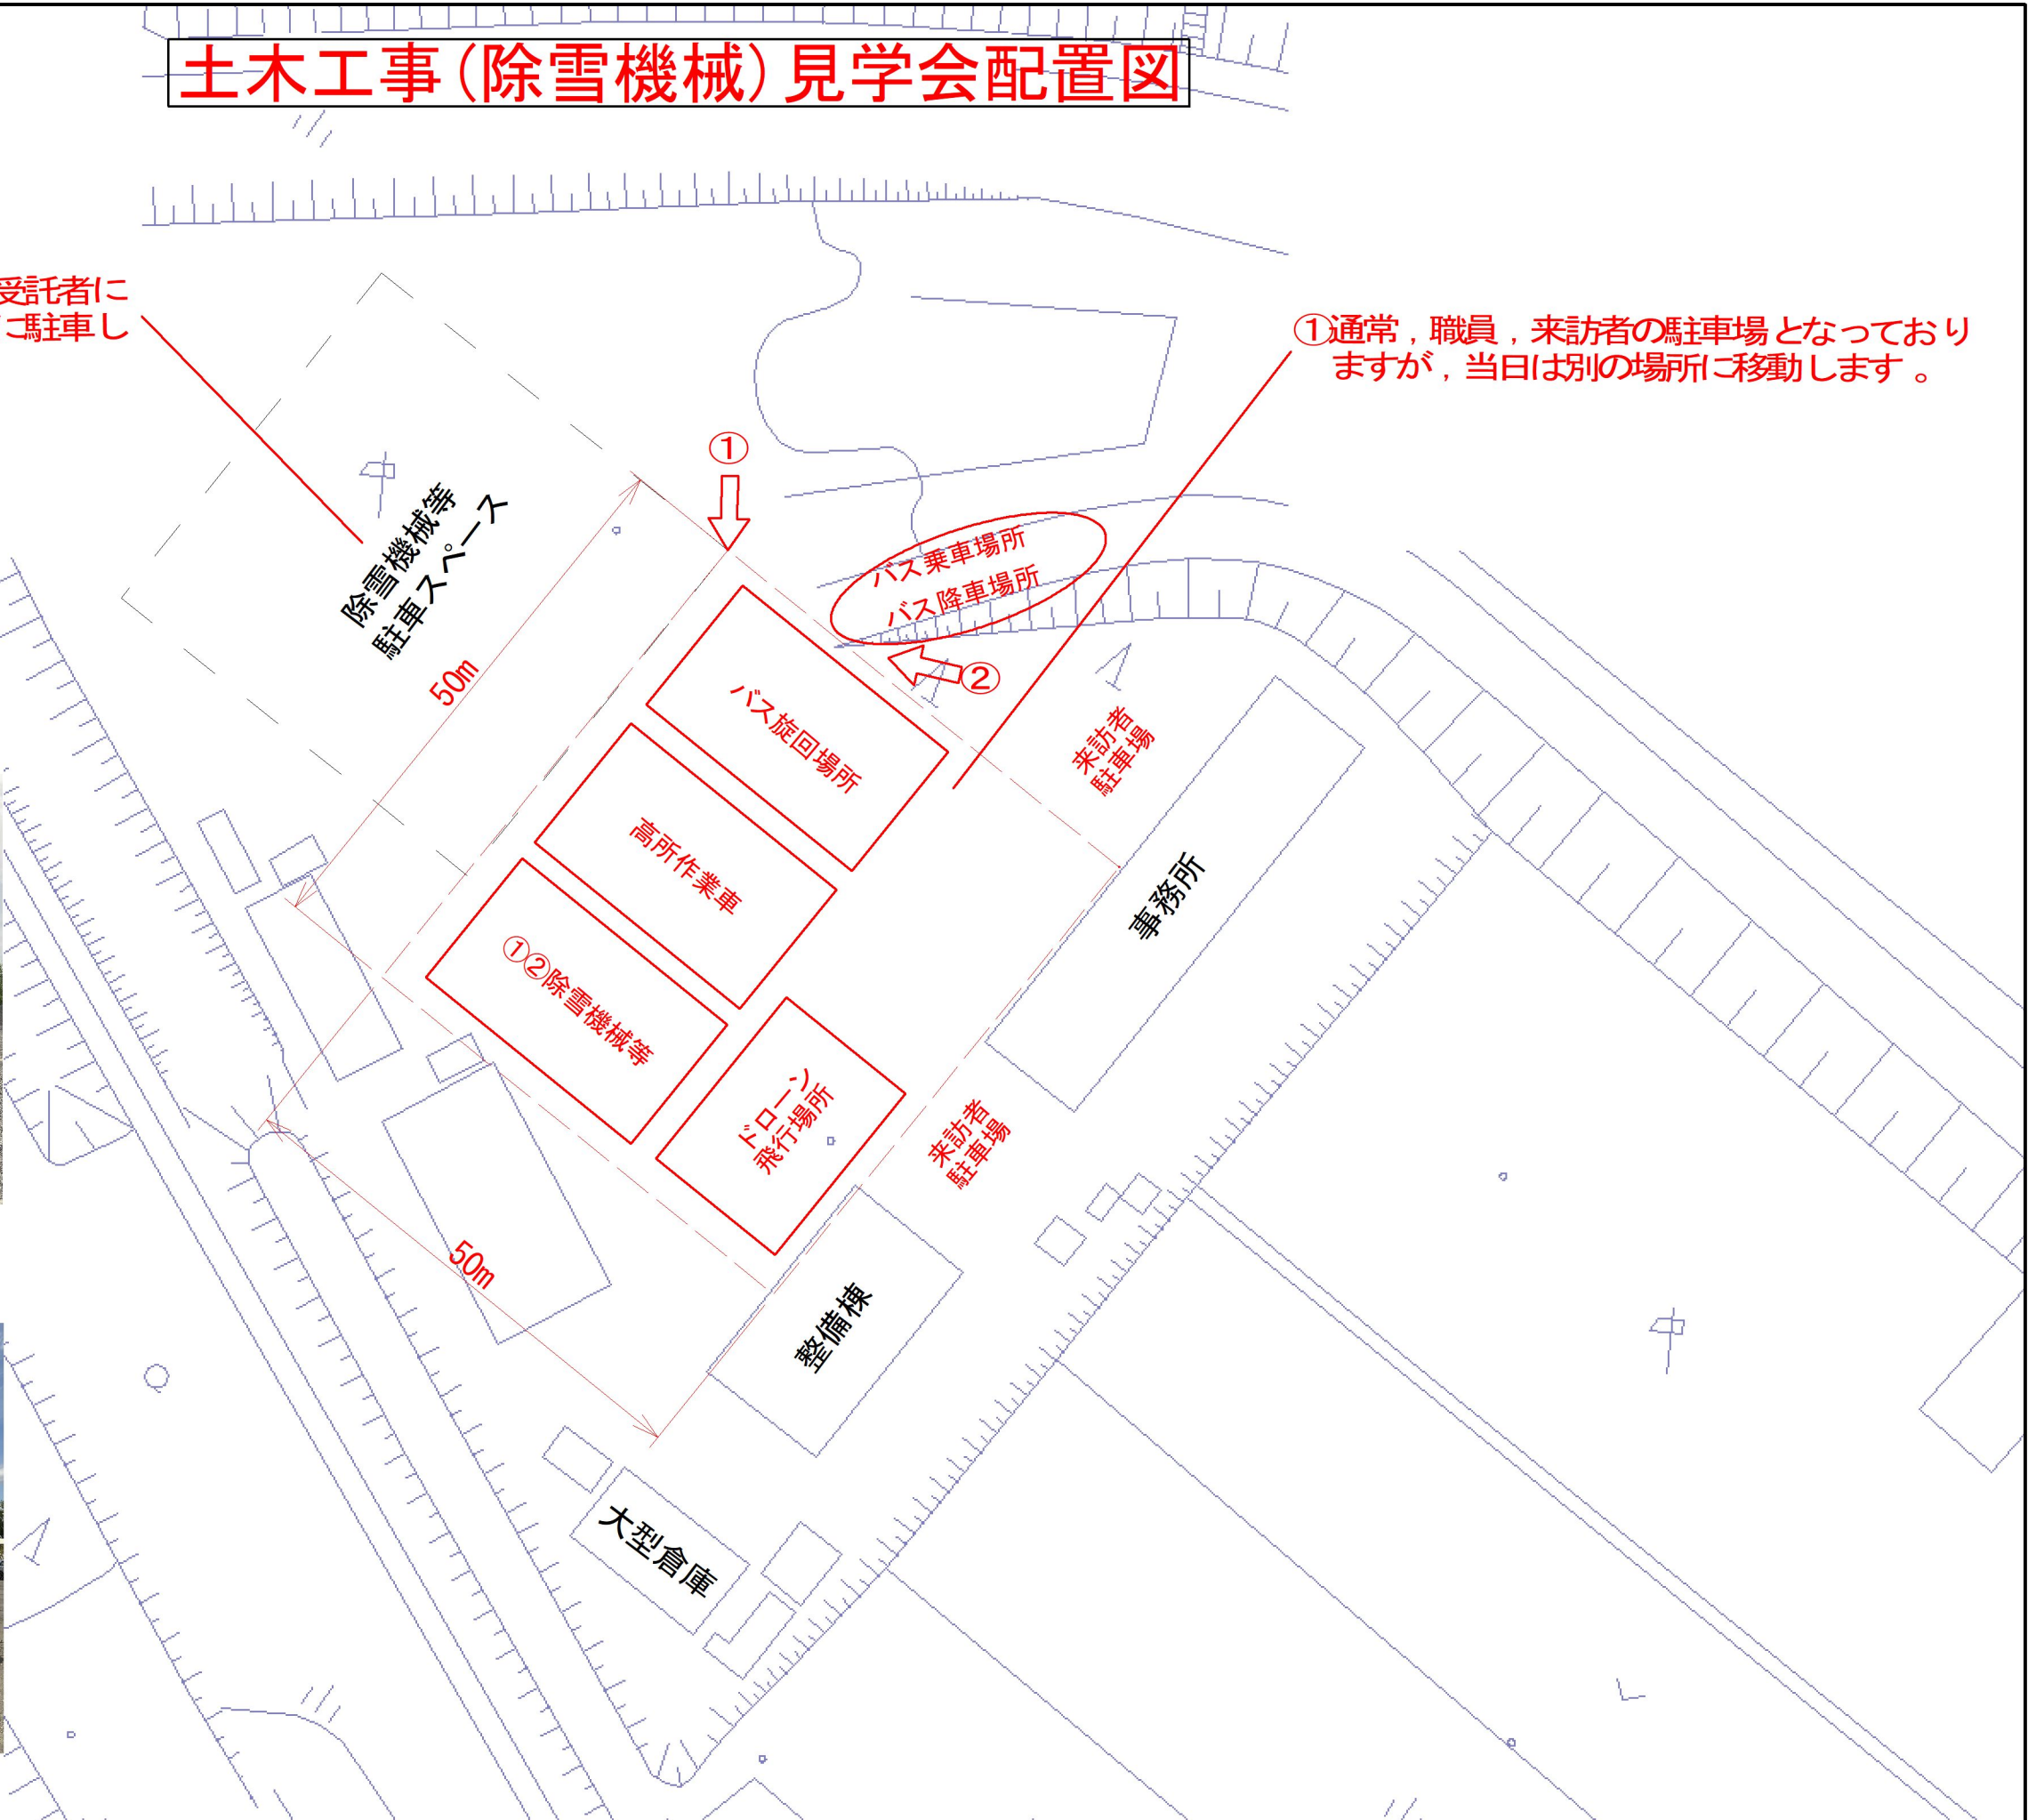 土木工事(除雪機械)見学会配置図
受託者に
に駐車し
①通常，職員，来訪者の駐車場となっており
ますが，当日は別の場所に移動します。
①
除雪機械等
駐車スペース
50m
バス乗車場所
バス降車場所
②
バス旋回場所
来訪者
駐車場
高所作業車
事務所
①②除雪機械等
ドローン
飛行場所
来訪者
駐車場
50m
整備棟
大型倉庫